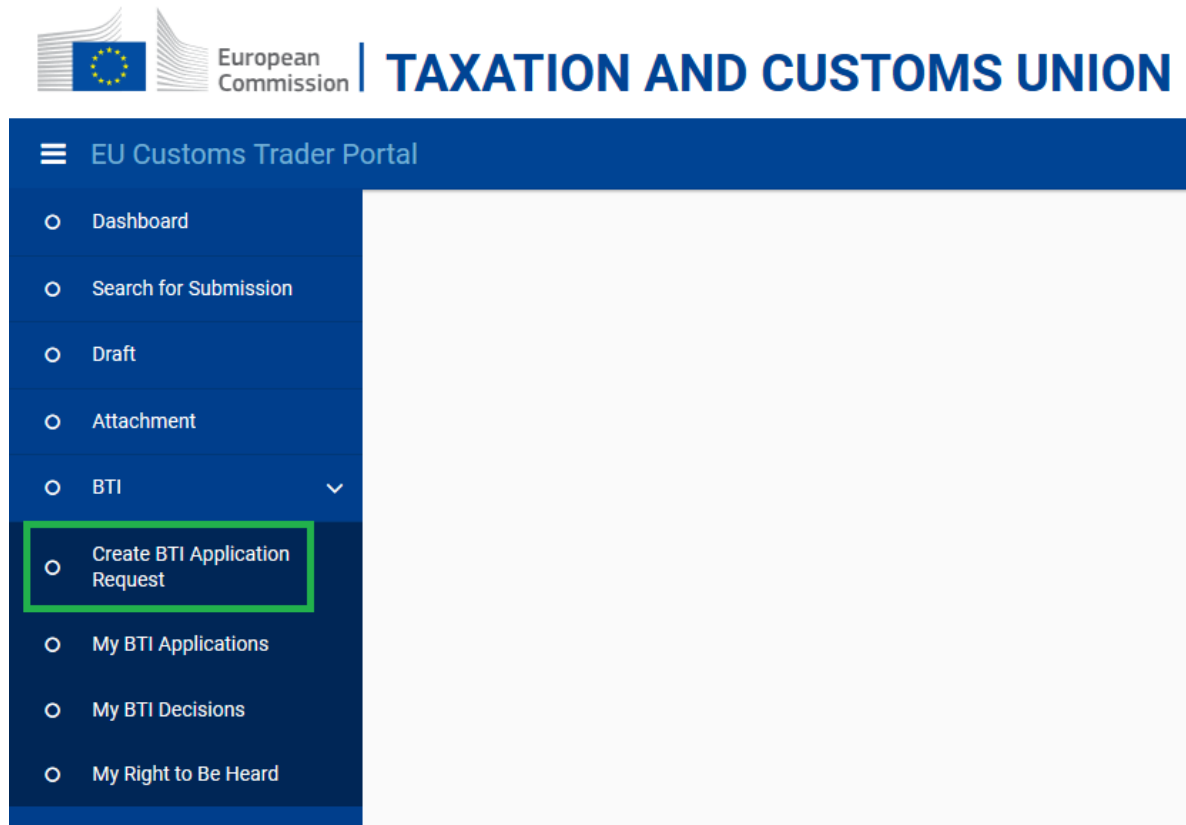 European
Commission
TAXATION AND CUSTOMS UNION
EU Customs Trader Portal
Dashboard
Search for Submission
Draft
Attachment
BTI
Create BTI Application
Request
My BTI Applications
My BTI Decisions
My Right to Be Heard